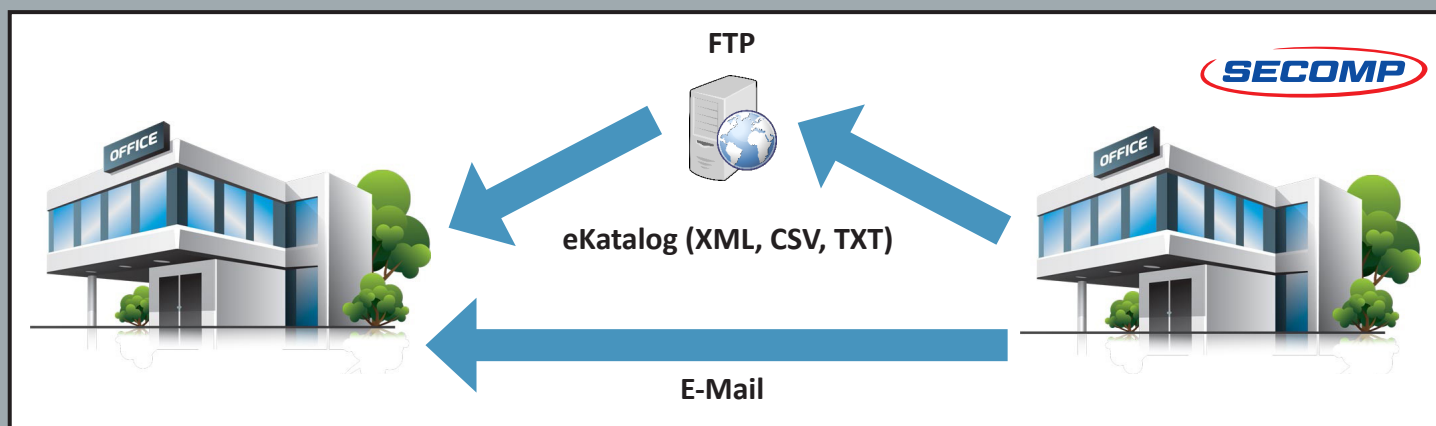 FTP
SECOMP
OFFICE
OFFICE
eKatalog (XML, CSV, TXT)
E-Mail